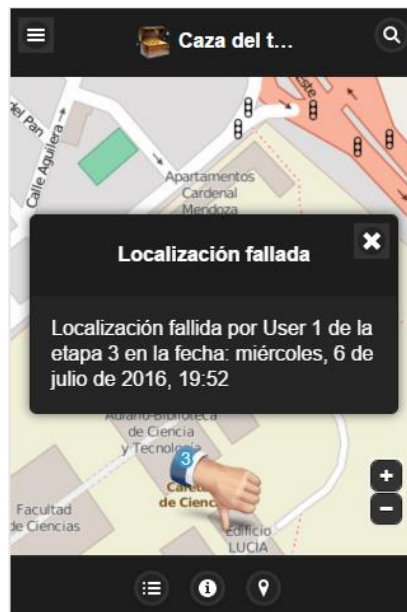 Caza del t...
Este
del Pan
Calle Aguilera
Apartamentos
Cardenal
Mendoza
Localización fallada
Localización fallida por User 1 de la
etapa 3 en la fecha: miércoles, 6 de
julio de 2016, 19:52
de Ciencia
y Tecnología
3
de Cienc
Facultad
de Ciencias
Edificio
LUCIA
+
−